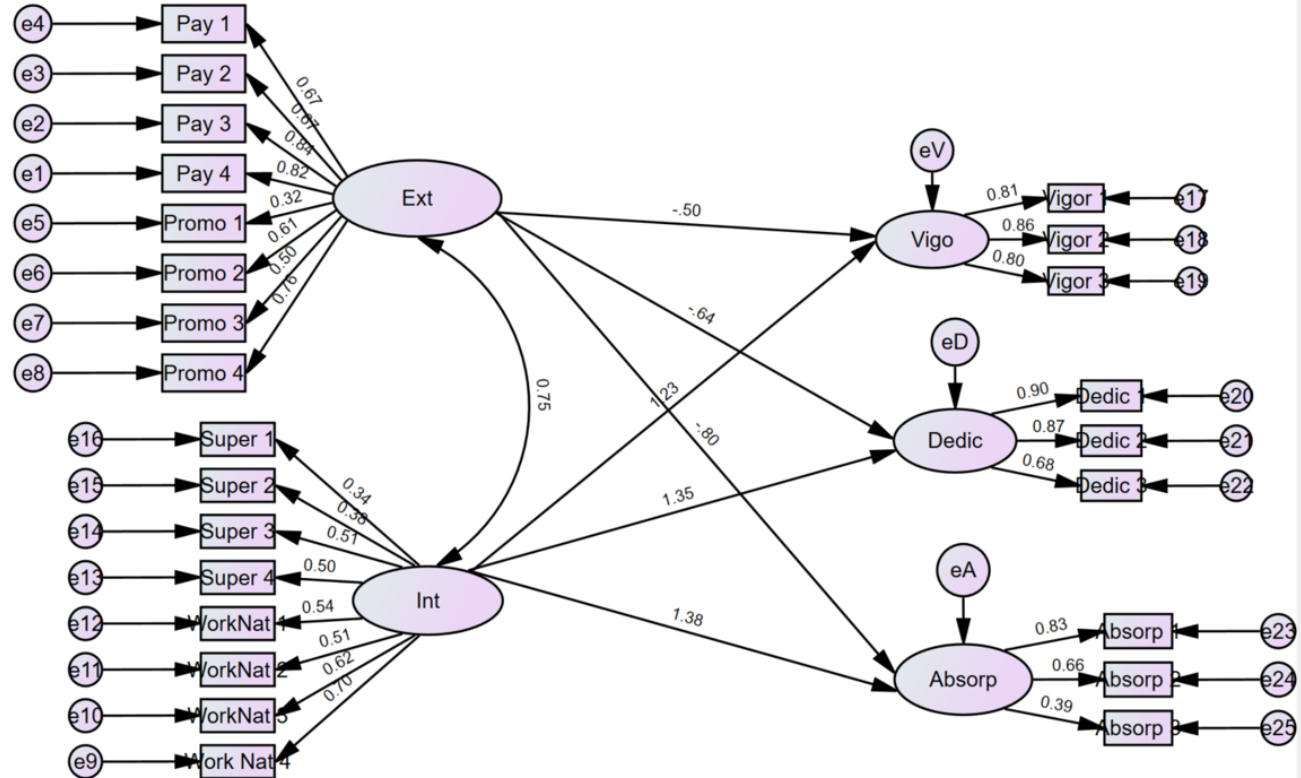 e4
Pay 1
e3
Pay 2
e2
Pay 3
e1
Pay 4
e5
Promo 1
e6
Promo 2
e7
Promo 3
e8
Promo 4
0.67
0.67
0.84
0.82
0.32
0.61
0.50
0.76
Ext
e16
Super 1
e15
Super 2
e14
Super 3
e13
Super 4
e12
WorkNat 1
e11
WorkNat 2
e10
WorkNat 3
e9
Work Nat 4
0.34
0.38
0.51
0.50
0.54
0.51
0.62
0.70
Int
0.75
-.50
-.64
-.80
1.23
1.35
1.38
eV
Vigo
0.81
Vigor 1
e17
0.86
Vigor 2
e18
0.80
Vigor 3
e19
eD
Dedic
0.90
Dedic 1
e20
0.87
Dedic 2
e21
0.68
Dedic 3
e22
eA
Absorp
0.83
Absorp 1
e23
0.66
Absorp 2
e24
0.39
Absorp 3
e25